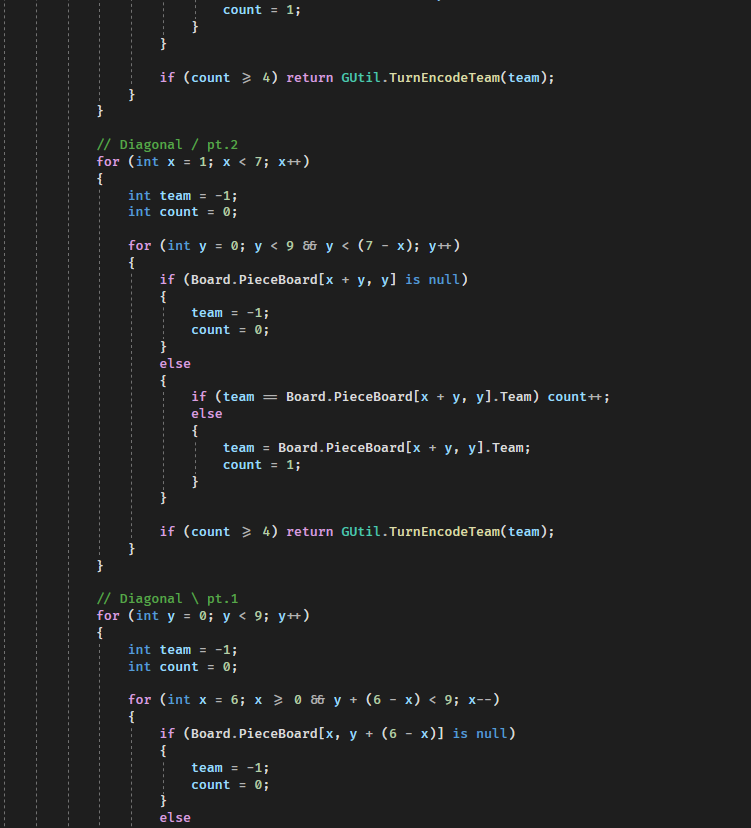 count = 1;
}
}
if (count >= 4) return GUtil.TurnEncodeTeam(team);
}
}
// Diagonal / pt.2
for (int x = 1; x < 7; x++)
{
int team = -1;
int count = 0;
for (int y = 0; y < 9 && y < (7 - x); y++)
{
if (Board.PieceBoard[x + y, y] is null)
{
team = -1;
count = 0;
}
else
{
if (team == Board.PieceBoard[x + y, y].Team) count++;
else
{
team = Board.PieceBoard[x + y, y].Team;
count = 1;
}
}
if (count >= 4) return GUtil.TurnEncodeTeam(team);
}
}
// Diagonal \ pt.1
for (int y = 0; y < 9; y++)
{
int team = -1;
int count = 0;
for (int x = 6; x >= 0 && y + (6 - x) < 9; x--)
{
if (Board.PieceBoard[x, y + (6 - x)] is null)
{
team = -1;
count = 0;
}
else